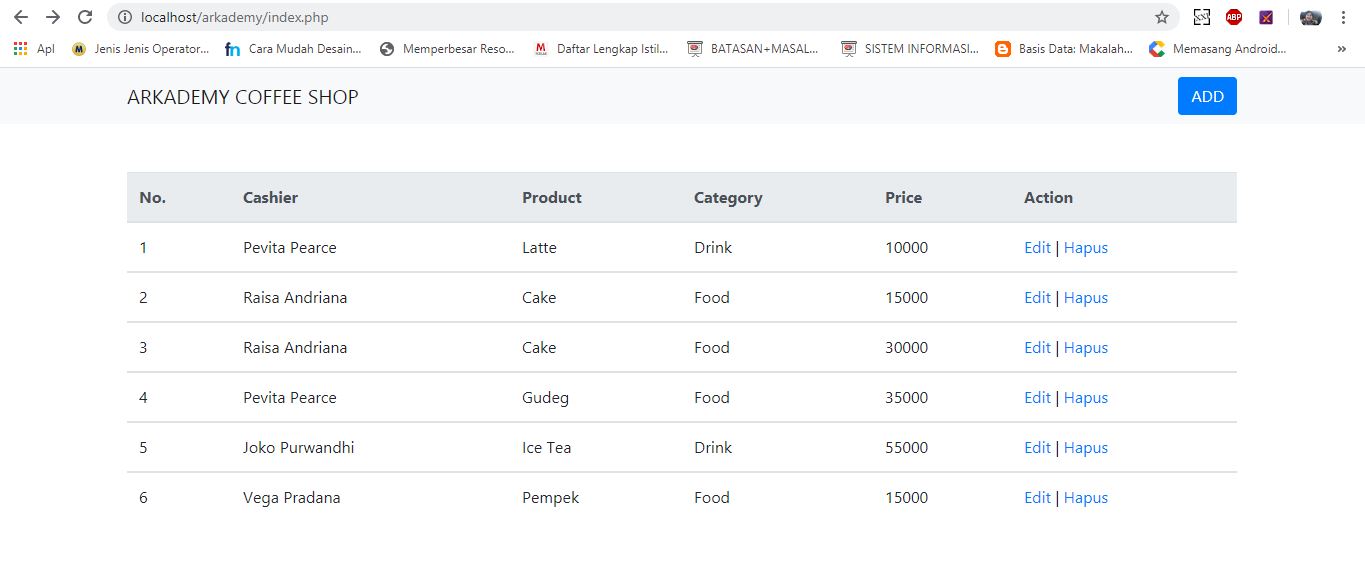 localhost/arkademy/index.php
ABP
Apl Jenis Jenis Operator... Cara Mudah Desain... Memperbesar Reso... Daftar Lengkap Istil... BATASAN+MASAL... SISTEM INFORMASI... Basis Data: Makalah... Memasang Android... »
ARKADEMY COFFEE SHOP ADD
No. Cashier Product Category Price Action
1 Pevita Pearce Latte Drink 10000 Edit | Hapus
2 Raisa Andriana Cake Food 15000 Edit | Hapus
3 Raisa Andriana Cake Food 30000 Edit | Hapus
4 Pevita Pearce Gudeg Food 35000 Edit | Hapus
5 Joko Purwandhi Ice Tea Drink 55000 Edit | Hapus
6 Vega Pradana Pempek Food 15000 Edit | Hapus